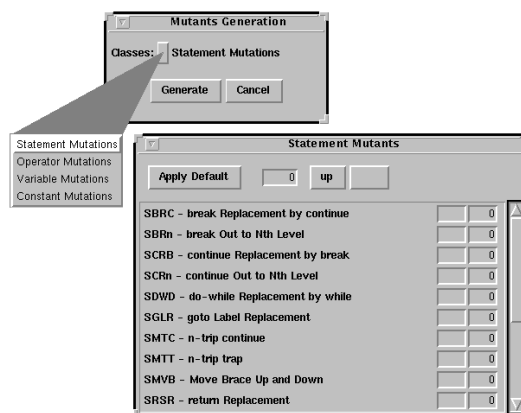 Mutants Generation
Classes: Statement Mutations
Generate Cancel
Statement Mutations
Operator Mutations
Variable Mutations
Constant Mutations
Statement Mutants
Apply Default 0 up
SBRC - break Replacement by continue 0
SBRn - break Out to Nth Level 0
SCRB - continue Replacement by break 0
SCRn - continue Out to Nth Level 0
SDWD - do-while Replacement by while 0
SGLR - goto Label Replacement 0
SMTC - n-trip continue 0
SMTT - n-trip trap 0
SMVB - Move Brace Up and Down 0
SRSR - return Replacement 0